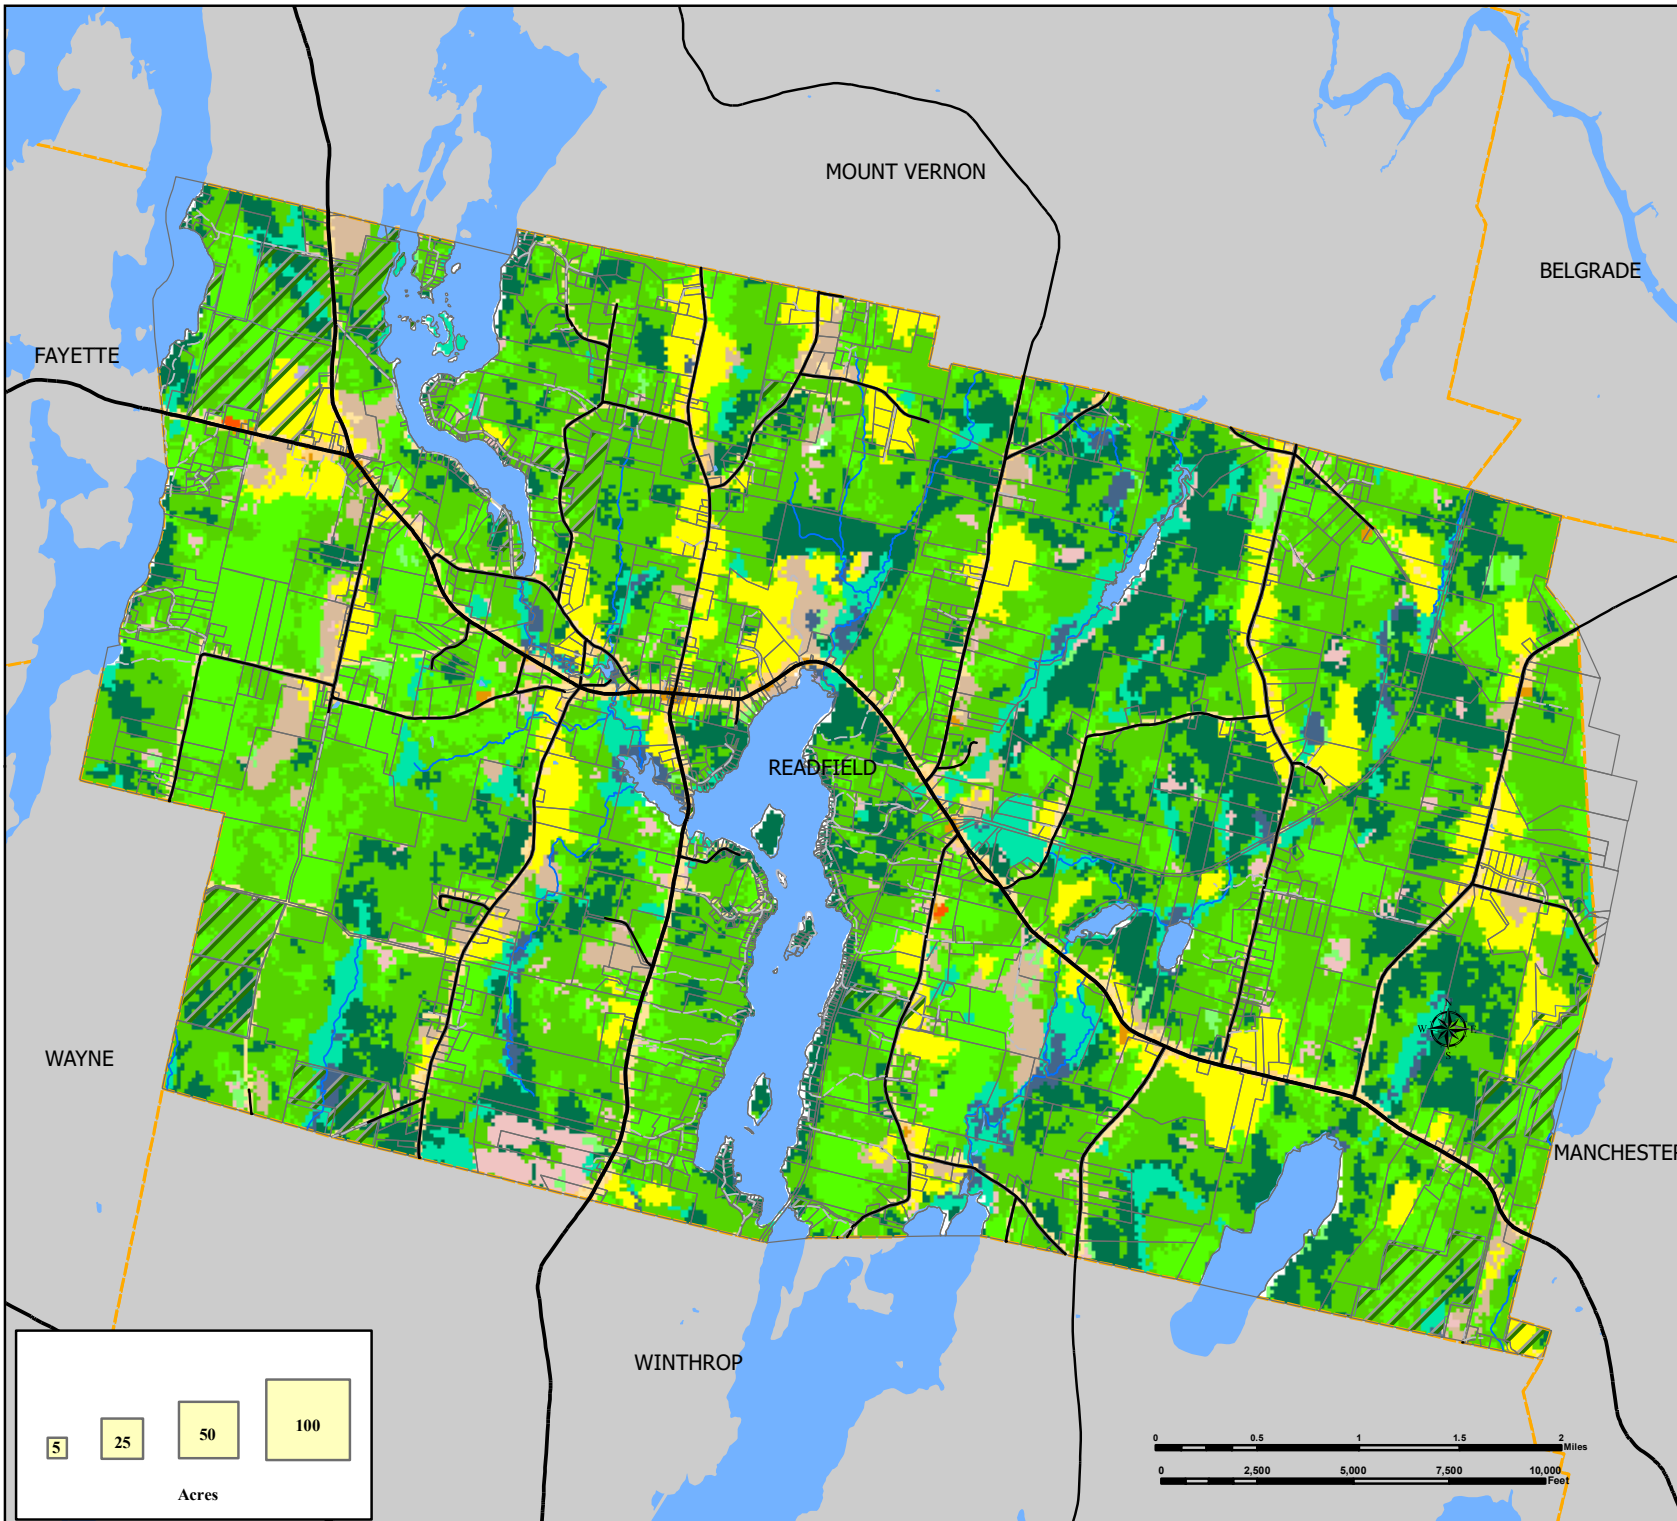 MOUNT VERNON
BELGRADE
FAYETTE
READFIELD
N
W E
S
WAYNE
MANCHESTER
WINTHROP
5 25 50 100
Acres
0 0.5 1 1.5 2
Miles
0 2,500 5,000 7,500 10,000
Feet